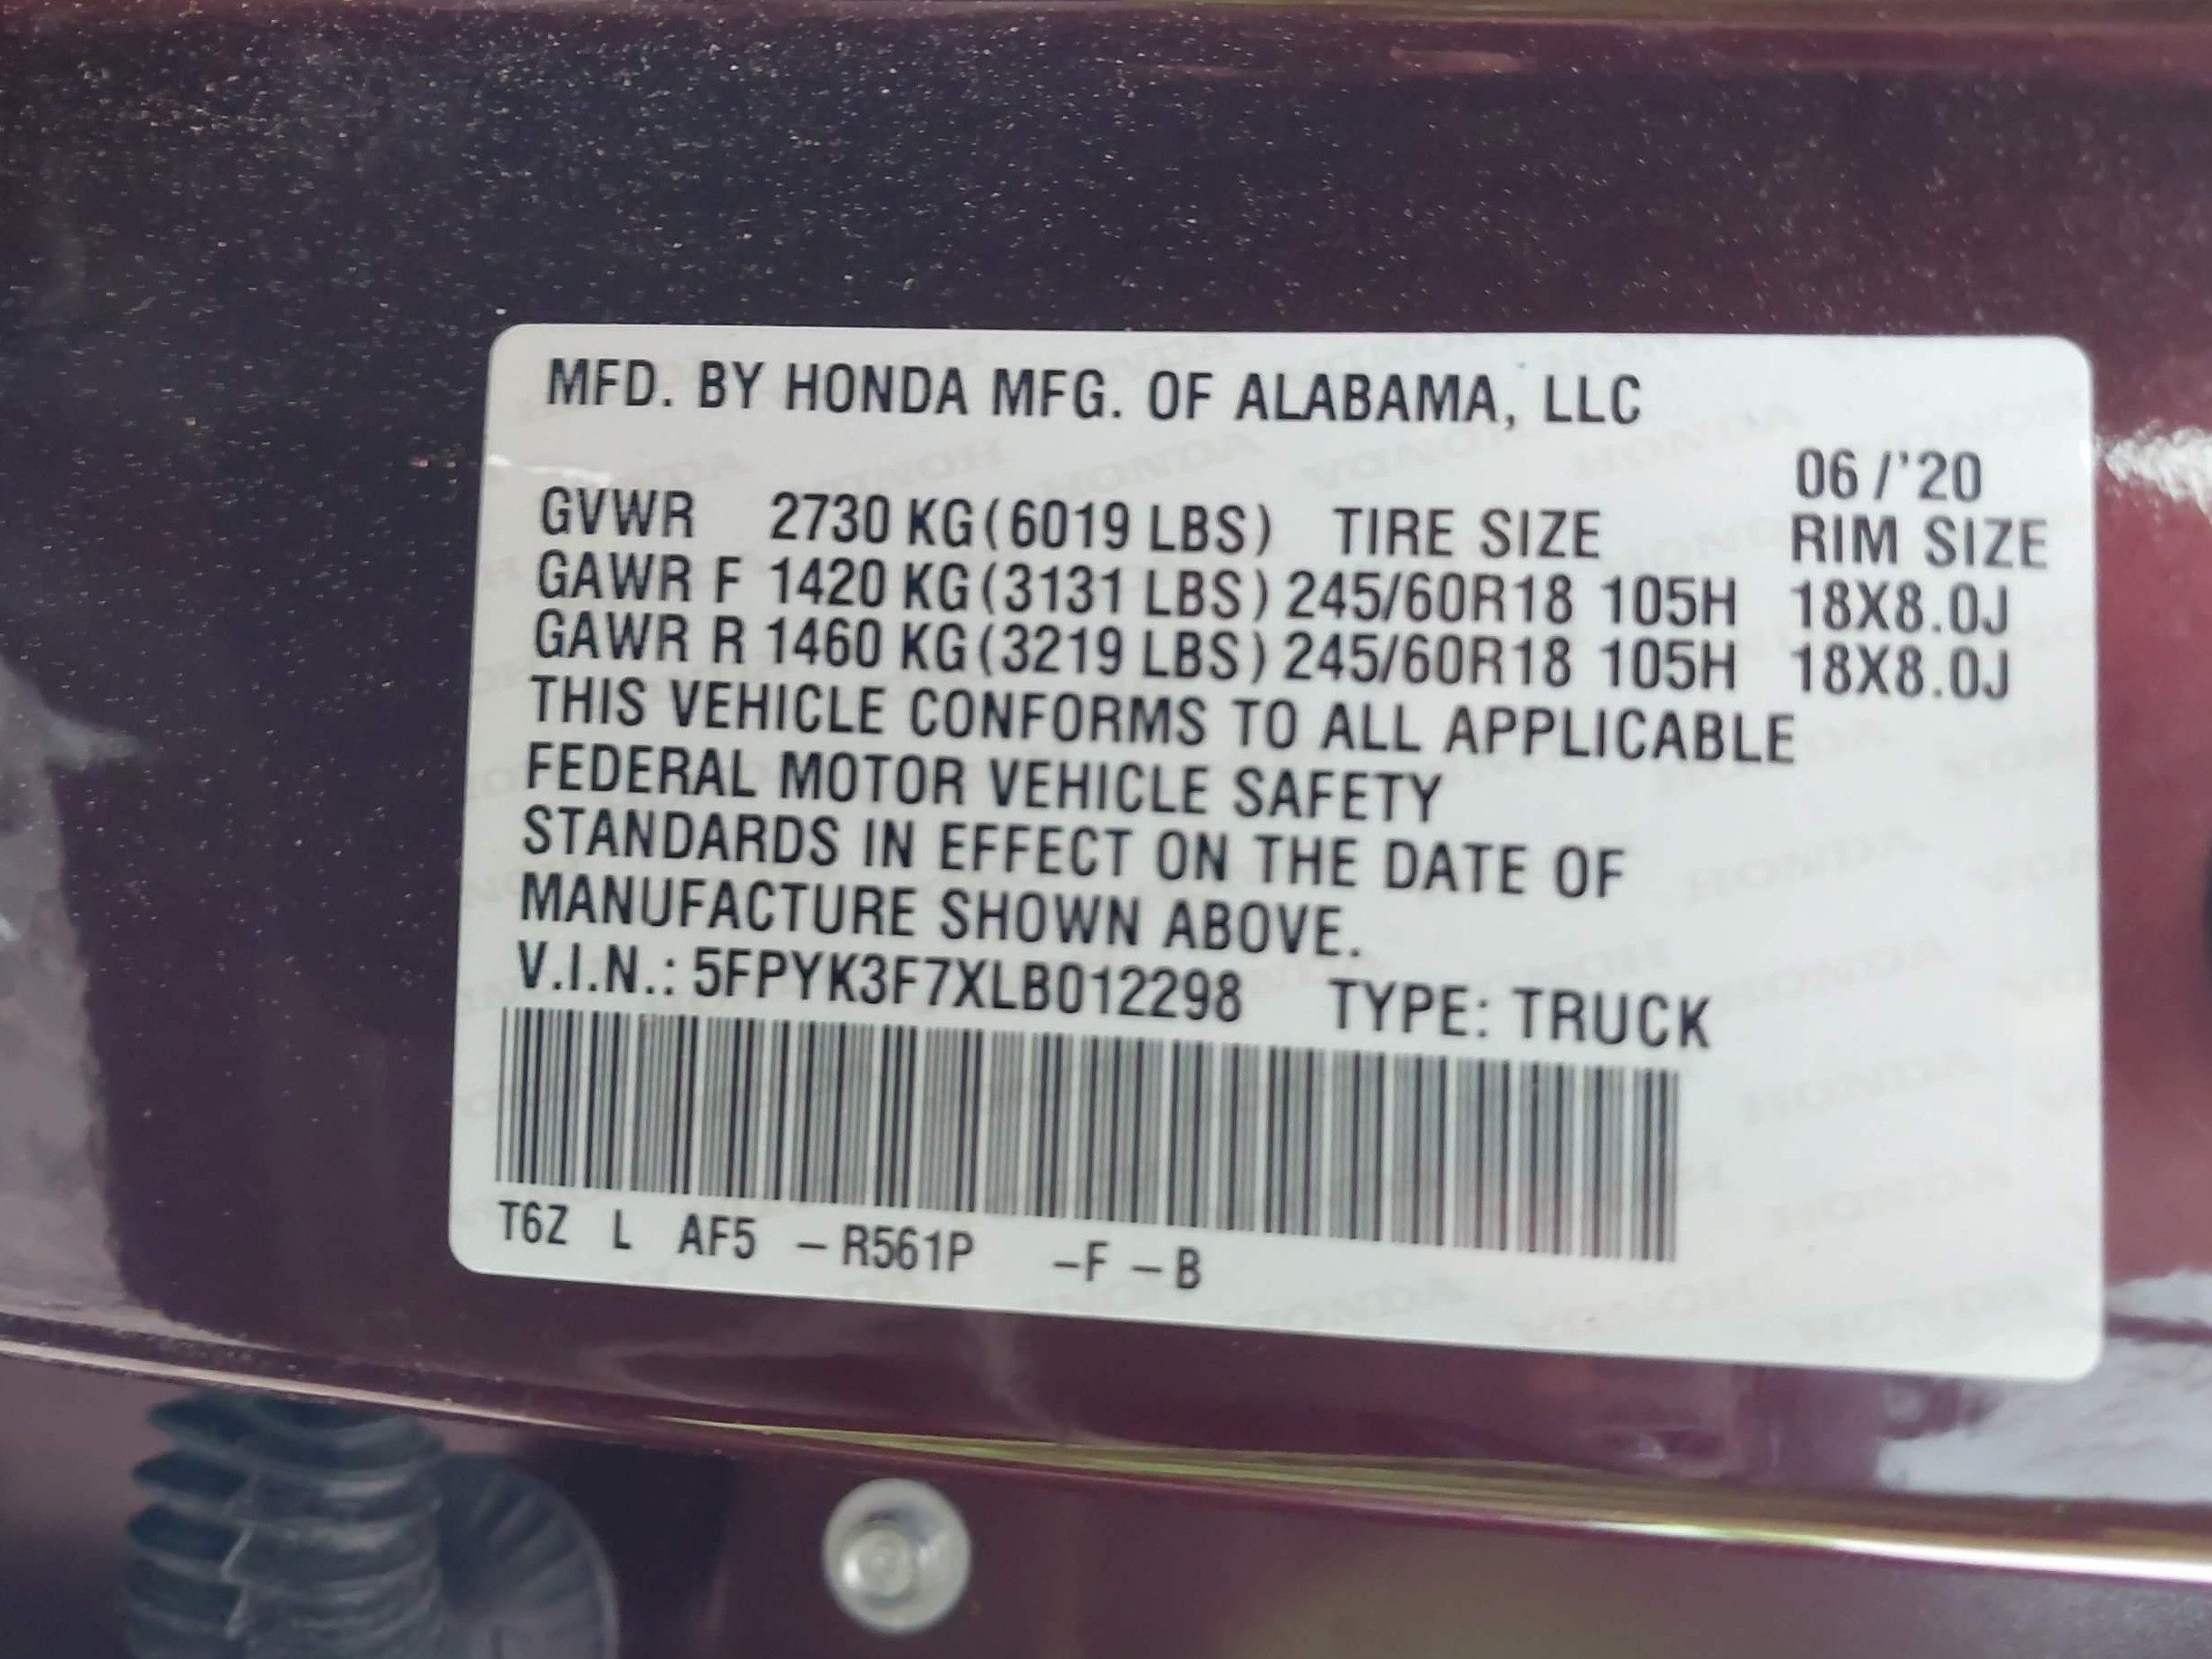 MFD. BY HONDA MFG. OF ALABAMA, LLC
06 /'20
GVWR 2730 KG (6019 LBS) TIRE SIZE RIM SIZE
GAWR F 1420 KG (3131 LBS) 245/60R18 105H 18X8.0J
GAWR R 1460 KG (3219 LBS) 245/60R18 105H 18X8.0J
THIS VEHICLE CONFORMS TO ALL APPLICABLE
FEDERAL MOTOR VEHICLE SAFETY
STANDARDS IN EFFECT ON THE DATE OF
MANUFACTURE SHOWN ABOVE.
V.I.N.: 5FPYK3F7XLB012298 TYPE: TRUCK
T6Z L AF5 – R561P –F – B